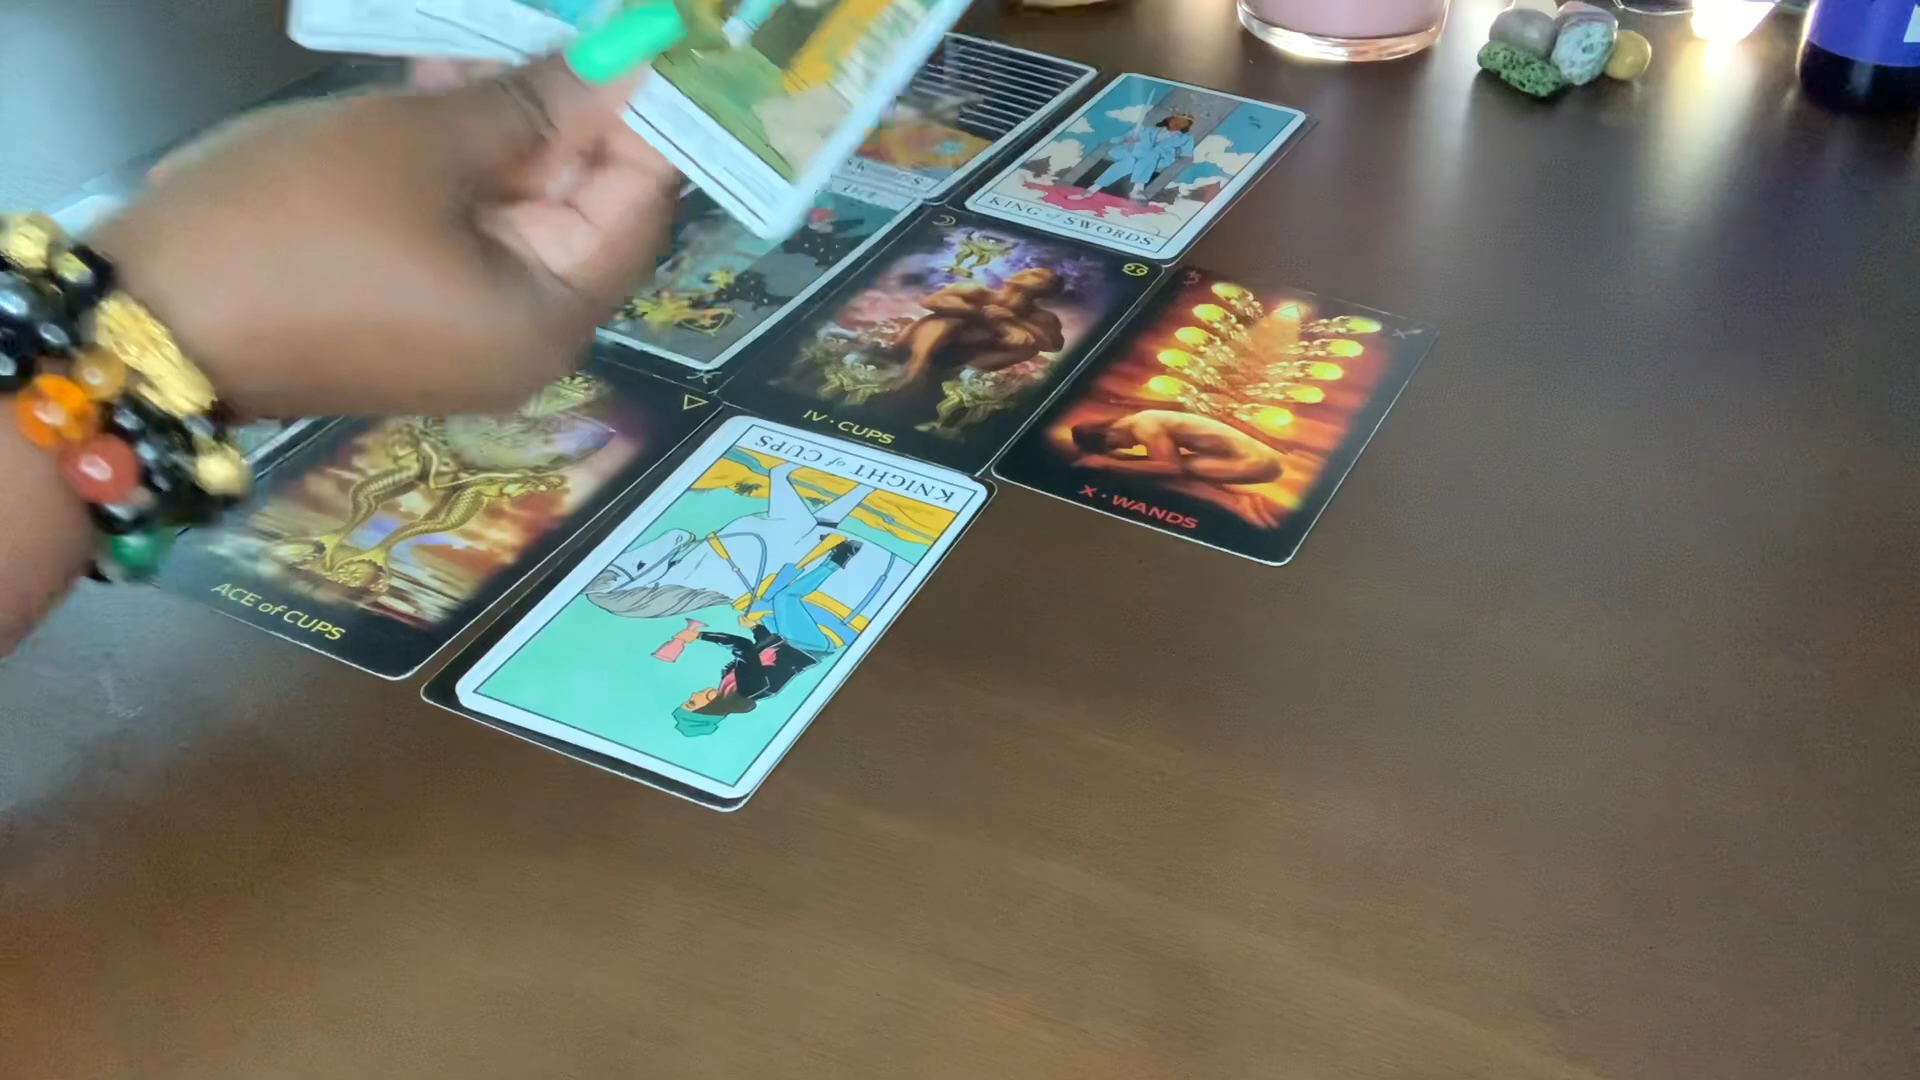 KING of SWORDS
IV · CUPS
X · WANDS
KNIGHT of CUPS
ACE of CUPS